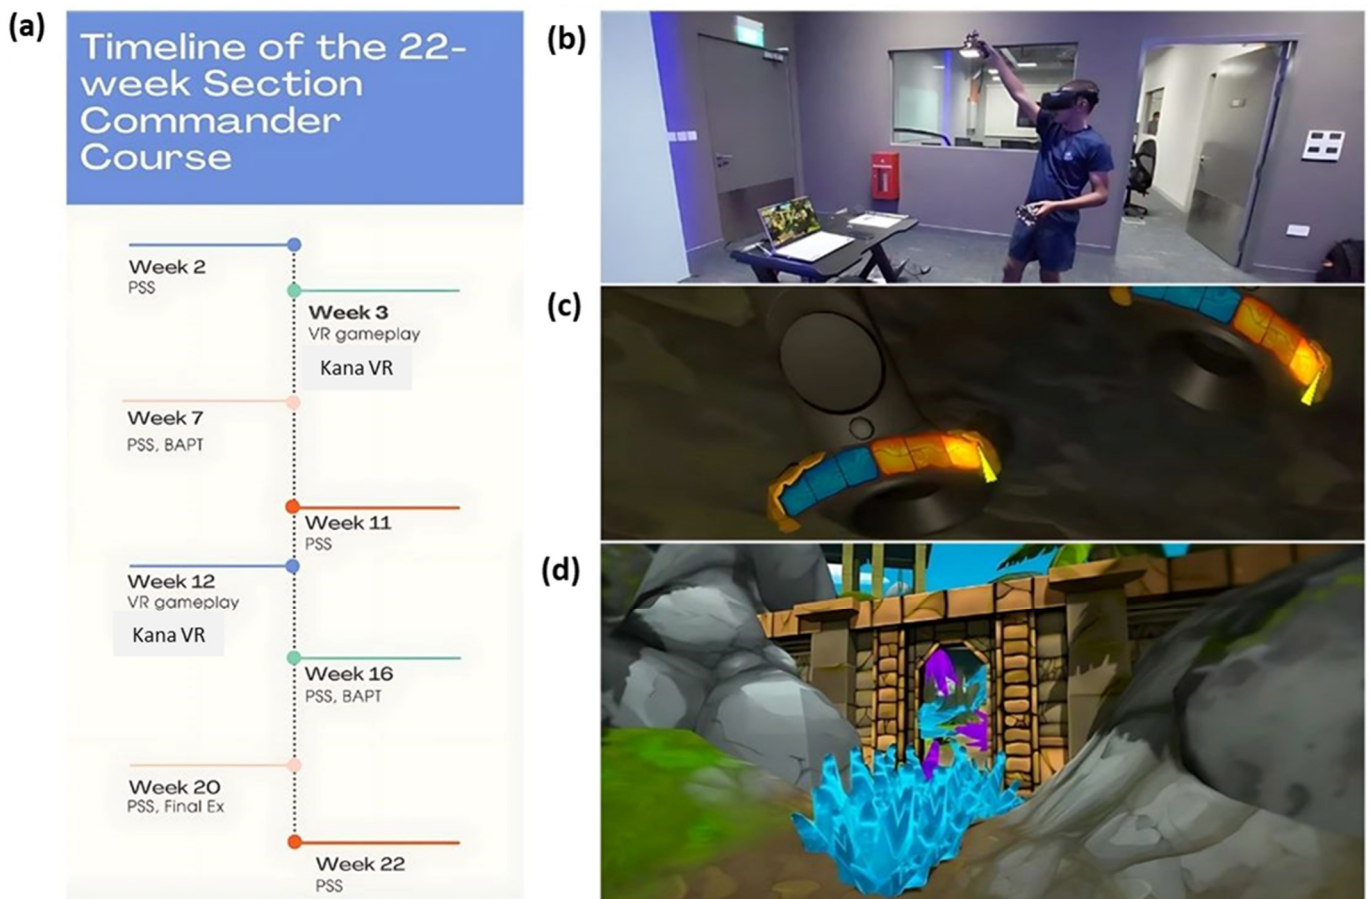 (a)
Timeline of the 22-
week Section
Commander
Course
Week 2
PSS
Week 3
VR gameplay
Kana VR
Week 7
PSS, BAPT
Week 11
PSS
Week 12
VR gameplay
Kana VR
Week 16
PSS, BAPT
Week 20
PSS, Final Ex
Week 22
PSS
(b)
(c)
(d)